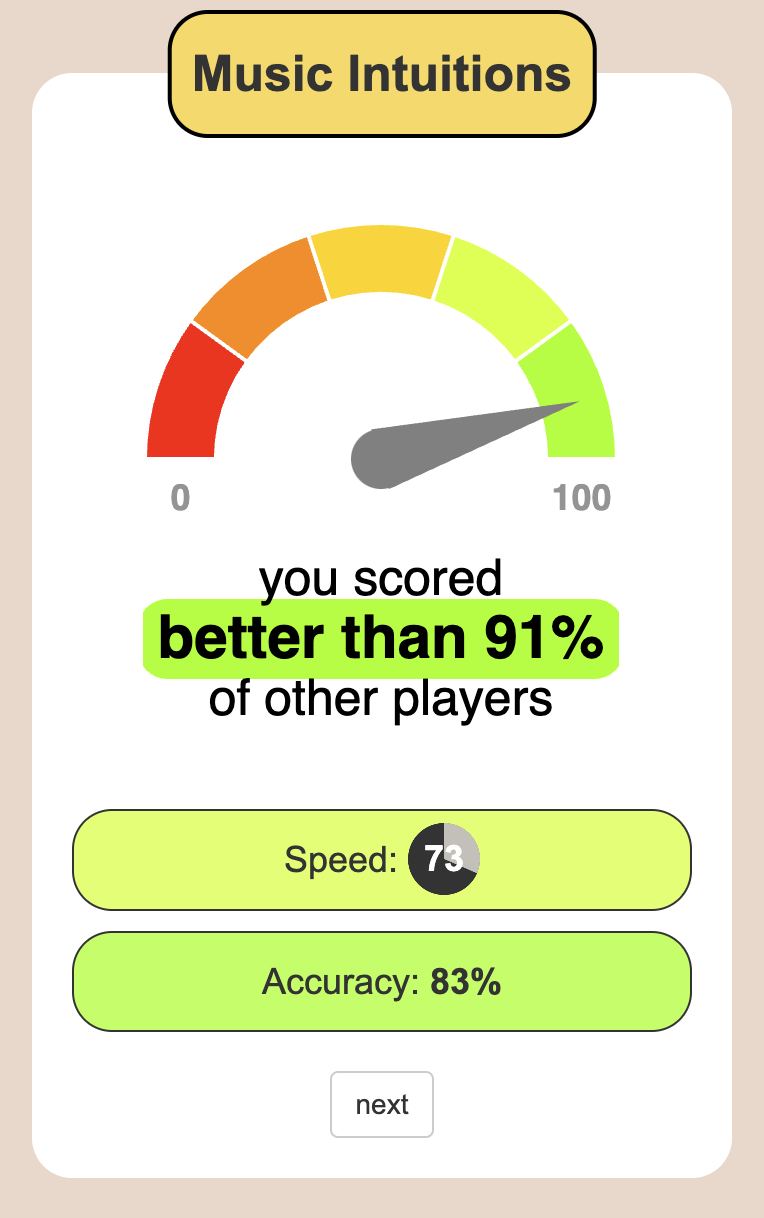 Music Intuitions
0
100
you scored
better than 91%
of other players
Speed: 73
Accuracy: 83%
next